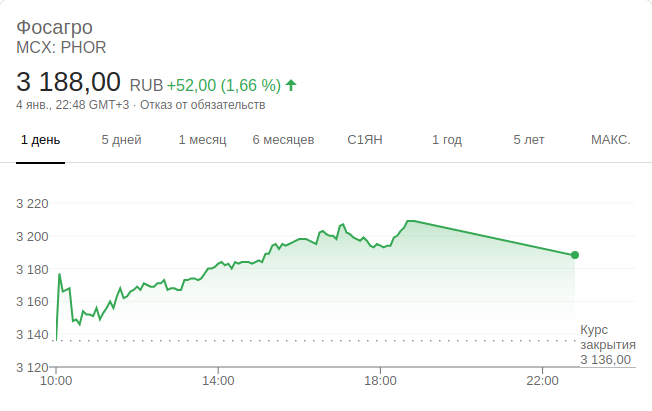 Фосагро
MCX: PHOR
3 188,00 RUB +52,00 (1,66 %)
4 янв., 22:48 GMT+3 · Отказ от обязательств
1 день 5 дней 1 месяц 6 месяцев С1ЯН 1 год 5 лет МАКС.
3 220
3 200
3 180
3 160
3 140
3 120
Курс
закрытия
3 136,00
10:00 14:00 18:00 22:00